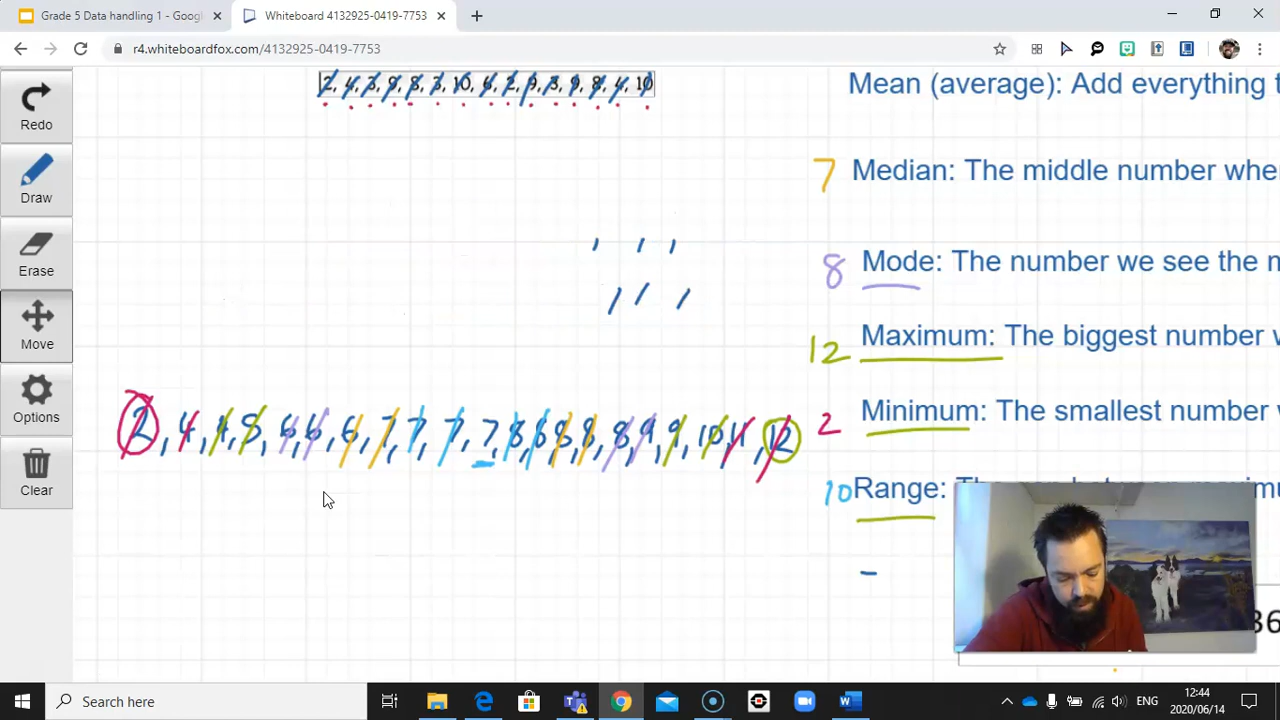 Grade 5 Data handling 1 - Goog
Whiteboard 4132925-0419-7753
r4.whiteboardfox.com/4132925-0419-7753
Redo
Draw
Erase
Move
Options
Clear
2, 4, 3, 9, 8, 3, 10, 6, 2, 9, 3, 9, 8, 4, 10
Mean (average): Add everything t
7 Median: The middle number whe
8 Mode: The number we see the m
12 Maximum: The biggest number w
2 Minimum: The smallest number w
10 Range:
2, 4, 4, 5, 6, 6, 6, 7, 7, 7, 7, 8, 8, 8, 8, 8, 9, 9, 10, 11, 12
-
36
Search here
ENG
12:44
2020/06/14